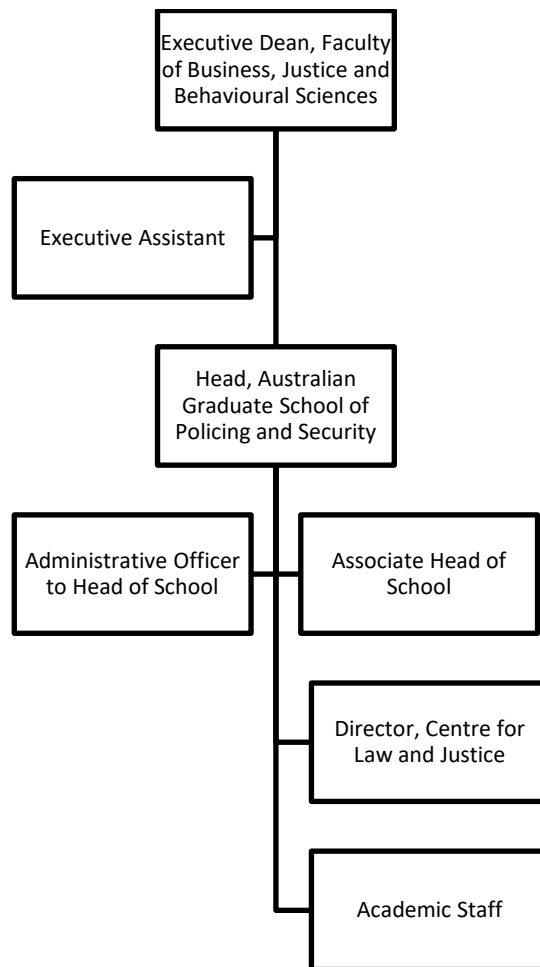 Executive Dean, Faculty
of Business, Justice and
Behavioural Sciences
Executive Assistant
Head, Australian
Graduate School of
Policing and Security
Administrative Officer
to Head of School
Associate Head of
School
Director, Centre for
Law and Justice
Academic Staff